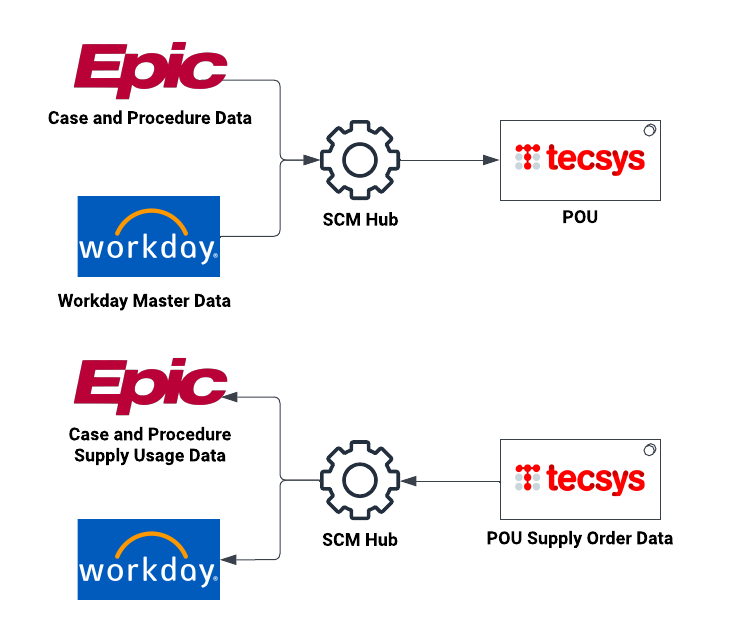 Epic
Case and Procedure Data
tecsys
SCM Hub
POU
workday®
Workday Master Data
Epic
Case and Procedure
Supply Usage Data
tecsys
SCM Hub
POU Supply Order Data
workday®